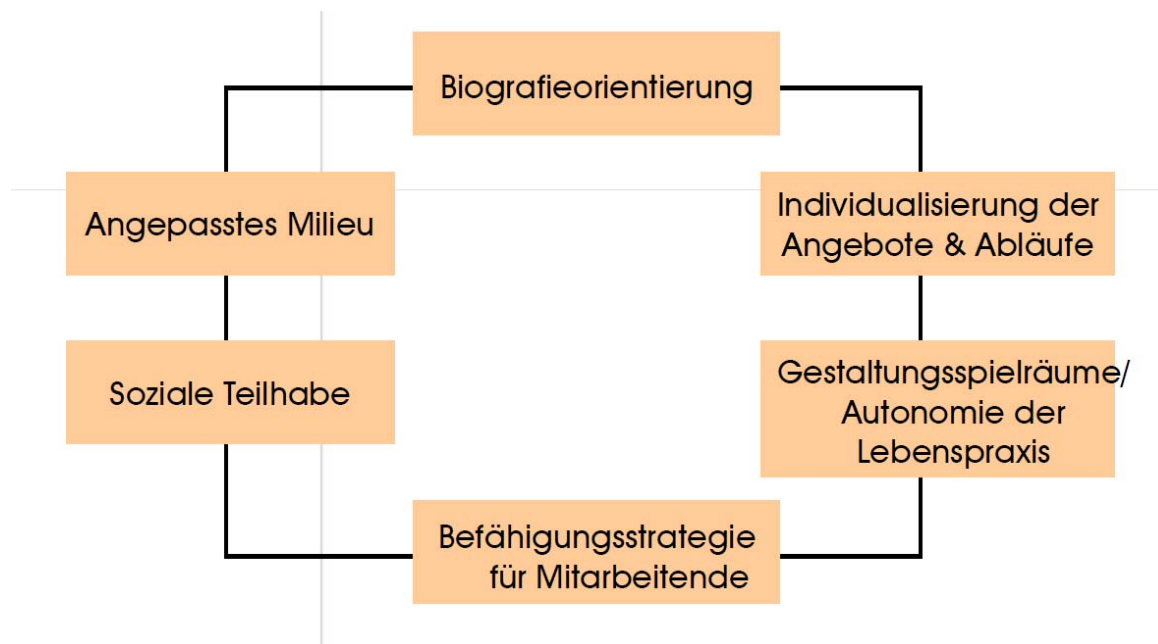 Biografieorientierung
Angepasstes Milieu
Individualisierung der
Angebote & Abläufe
Soziale Teilhabe
Gestaltungsspielräume/
Autonomie der
Lebenspraxis
Befähigungsstrategie
für Mitarbeitende